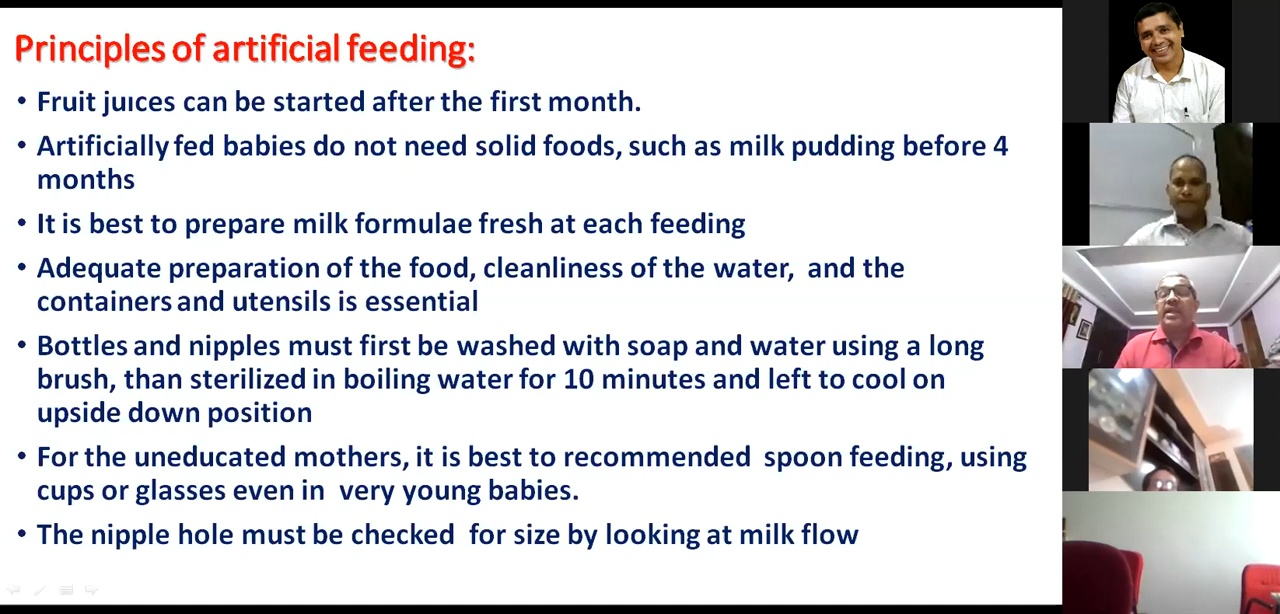 Principles of artificial feeding:
• Fruit juices can be started after the first month.
• Artificially fed babies do not need solid foods, such as milk pudding before 4
months
• It is best to prepare milk formulae fresh at each feeding
• Adequate preparation of the food, cleanliness of the water, and the
containers and utensils is essential
• Bottles and nipples must first be washed with soap and water using a long
brush, than sterilized in boiling water for 10 minutes and left to cool on
upside down position
• For the uneducated mothers, it is best to recommended spoon feeding, using
cups or glasses even in very young babies.
• The nipple hole must be checked for size by looking at milk flow